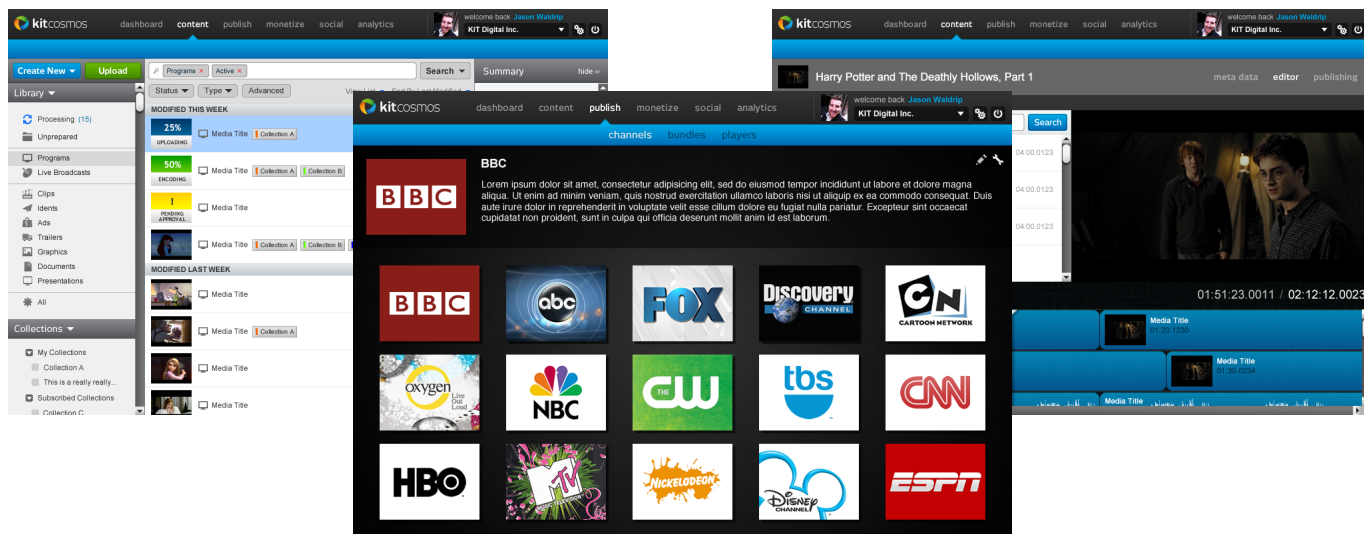 kitcosmos dashboard content publish monetize social analytics welcome back Jason Waldrip
KIT Digital Inc.
Create New Upload Programs × Active × Search Summary hide ››
Library Status Type Advanced
MODIFIED THIS WEEK
Processing (15)
Unprepared
Programs
Live Broadcasts
Clips
Idents
Ads
Trailers
Graphics
Documents
Presentations
All
Collections
My Collections
Collection A
This is a really really...
Subscribed Collections
Collection C
25%
UPLOADING
Media Title Collection A
50%
ENCODING
Media Title Collection A Collection B
!
PENDING
APPROVAL
Media Title
Media Title Collection A Collection B
MODIFIED LAST WEEK
Media Title
Media Title Collection A
Media Title
Media Title
kitcosmos dashboard content publish monetize social analytics welcome back Jason Waldrip
KIT Digital Inc.
channels bundles players
BBC
BBC
Lorem ipsum dolor sit amet, consectetur adipisicing elit, sed do eiusmod tempor incididunt ut labore et dolore magna
aliqua. Ut enim ad minim veniam, quis nostrud exercitation ullamco laboris nisi ut aliquip ex ea commodo consequat. Duis
aute irure dolor in reprehenderit in voluptate velit esse cillum dolore eu fugiat nulla pariatur. Excepteur sint occaecat
cupidatat non proident, sunt in culpa qui officia deserunt mollit anim id est laborum.
BBC
abc
FOX
Discovery
CHANNEL
CN
CARTOON NETWORK
oxygen
Live
Out
Loud
NBC
THE CW
tbs
CNN
HBO
MTV
MUSIC TELEVISION
NICKELODEON
Disney
CHANNEL
ESPN
kitcosmos dashboard content publish monetize social analytics welcome back Jason Waldrip
KIT Digital Inc.
Harry Potter and The Deathly Hollows, Part 1 meta data editor publishing
Search
04:00.0123
04:00.0123
04:00.0123
01:51:23.0011 / 02:12:12.0023
Media Title
01:20.1230
Media Title
01:30.0234
Media Title